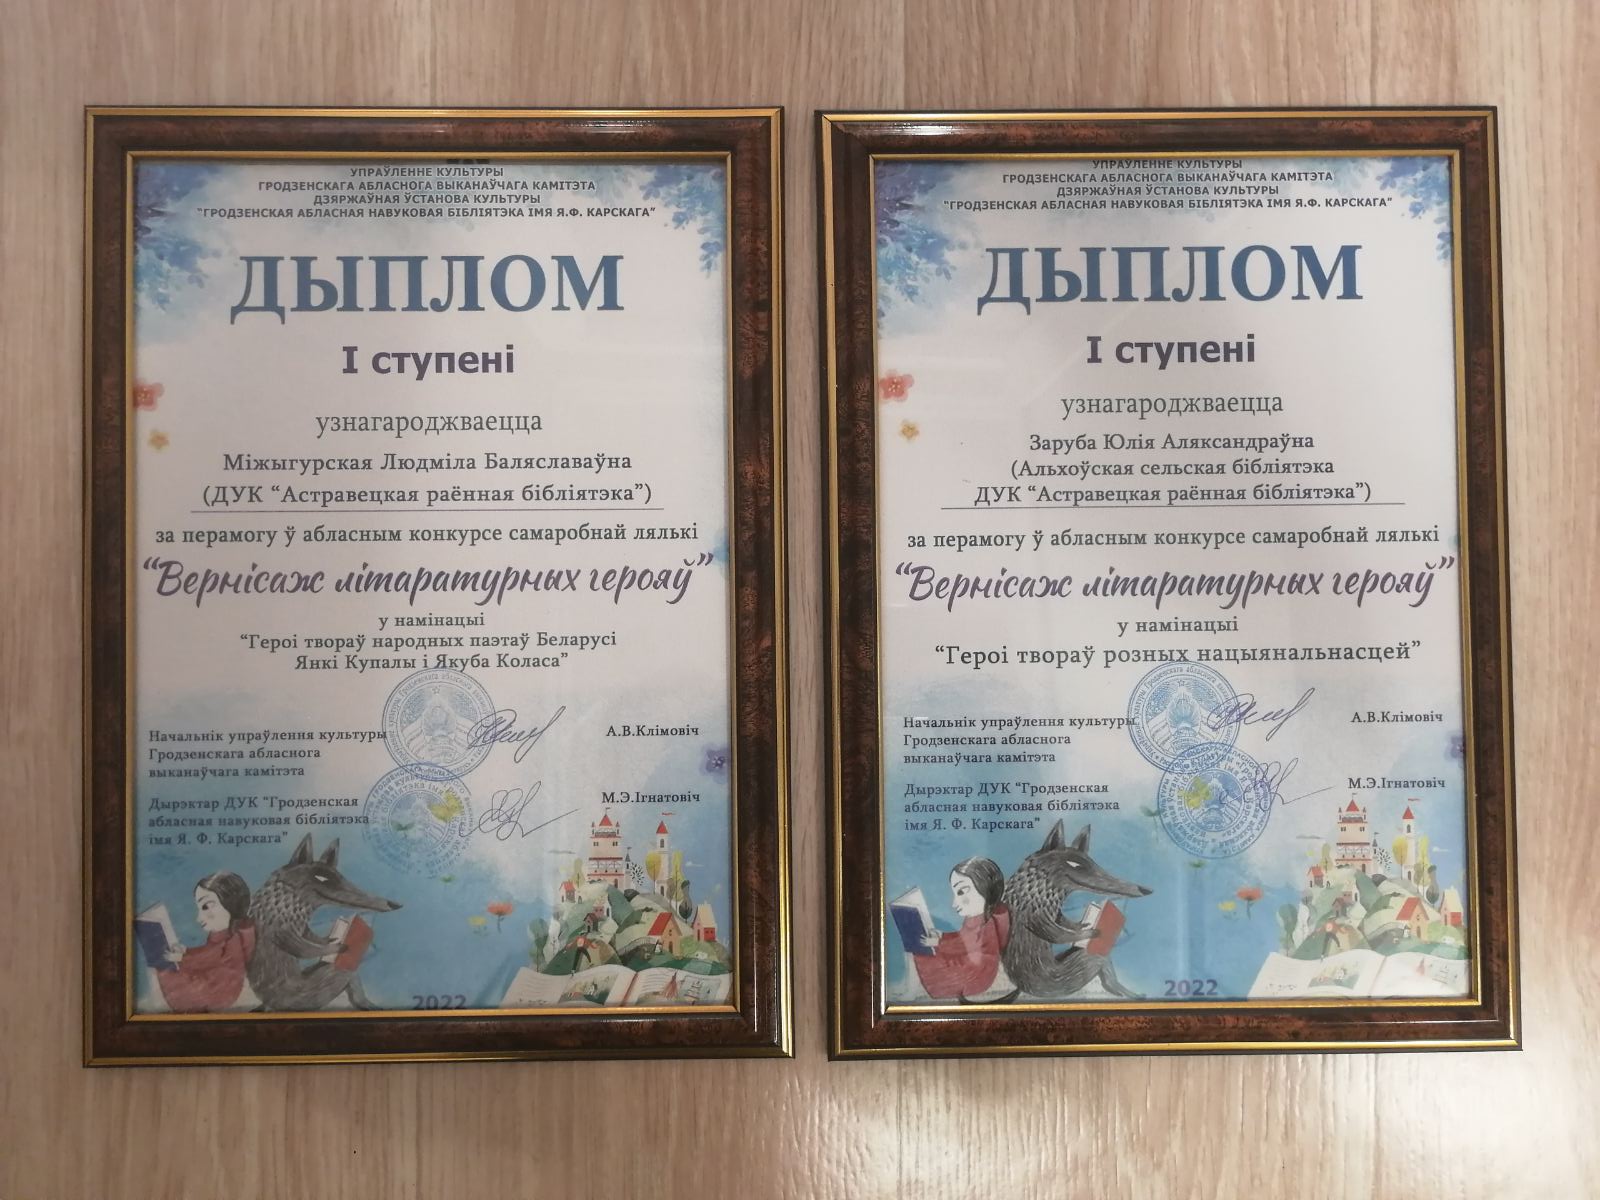 УПРАЎЛЕННЕ КУЛЬТУРЫ
ГРОДЗЕНСКАГА АБЛАСНОГА ВЫКАНАЎЧАГА КАМІТЭТА
ДЗЯРЖАЎНАЯ ЎСТАНОВА КУЛЬТУРЫ
“ГРОДЗЕНСКАЯ АБЛАСНАЯ НАВУКОВАЯ БІБЛІЯТЭКА ІМЯ Я.Ф. КАРСКАГА”
ДЫПЛОМ
І ступені
узнагароджваецца
Міжыгурская Людміла Баляславаўна
(ДУК “Астравецкая раённая бібліятэка”)
за перамогу ў абласным конкурсе самаробнай лялькі
“Вернісаж літаратурных герояў”
у намінацыі
“Героі твораў народных паэтаў Беларусі
Янкі Купалы і Якуба Коласа”
Начальнік упраўлення культуры
Гродзенскага абласнога
выканаўчага камітэта
А.В.Клімовіч
Дырэктар ДУК “Гродзенская
абласная навуковая бібліятэка
імя Я. Ф. Карскага”
М.Э.Ігнатовіч
2022
УПРАЎЛЕННЕ КУЛЬТУРЫ
ГРОДЗЕНСКАГА АБЛАСНОГА ВЫКАНАЎЧАГА КАМІТЭТА
ДЗЯРЖАЎНАЯ ЎСТАНОВА КУЛЬТУРЫ
“ГРОДЗЕНСКАЯ АБЛАСНАЯ НАВУКОВАЯ БІБЛІЯТЭКА ІМЯ Я.Ф. КАРСКАГА”
ДЫПЛОМ
І ступені
узнагароджваецца
Заруба Юлія Аляксандраўна
(Альхоўская сельская бібліятэка
ДУК “Астравецкая раённая бібліятэка”)
за перамогу ў абласным конкурсе самаробнай лялькі
“Вернісаж літаратурных герояў”
у намінацыі
“Героі твораў розных нацыянальнасцей”
Начальнік упраўлення культуры
Гродзенскага абласнога
выканаўчага камітэта
А.В.Клімовіч
Дырэктар ДУК “Гродзенская
абласная навуковая бібліятэка
імя Я. Ф. Карскага”
М.Э.Ігнатовіч
2022